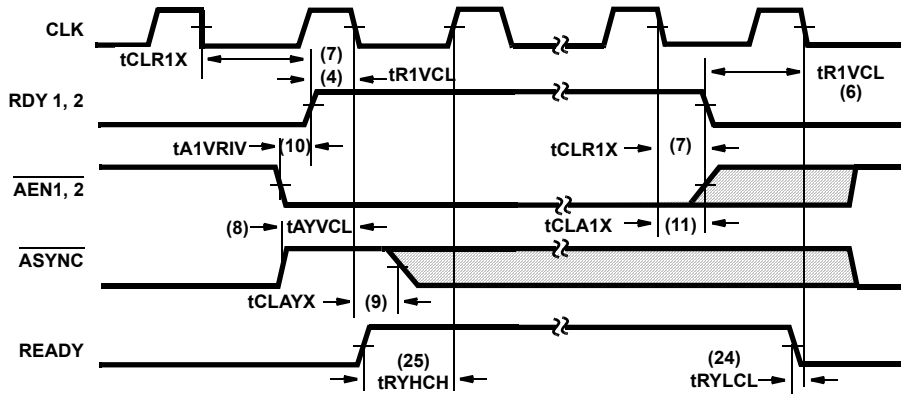 CLK
tCLR1X
(7)
(4)
tR1VCL
tR1VCL
(6)
RDY 1, 2
tA1VRIV
(10)
tCLR1X
(7)
AEN1, 2
(8)
tAYVCL
tCLA1X
(11)
ASYNC
tCLAYX
(9)
READY
(25)
tRYHCH
(24)
tRYLCL